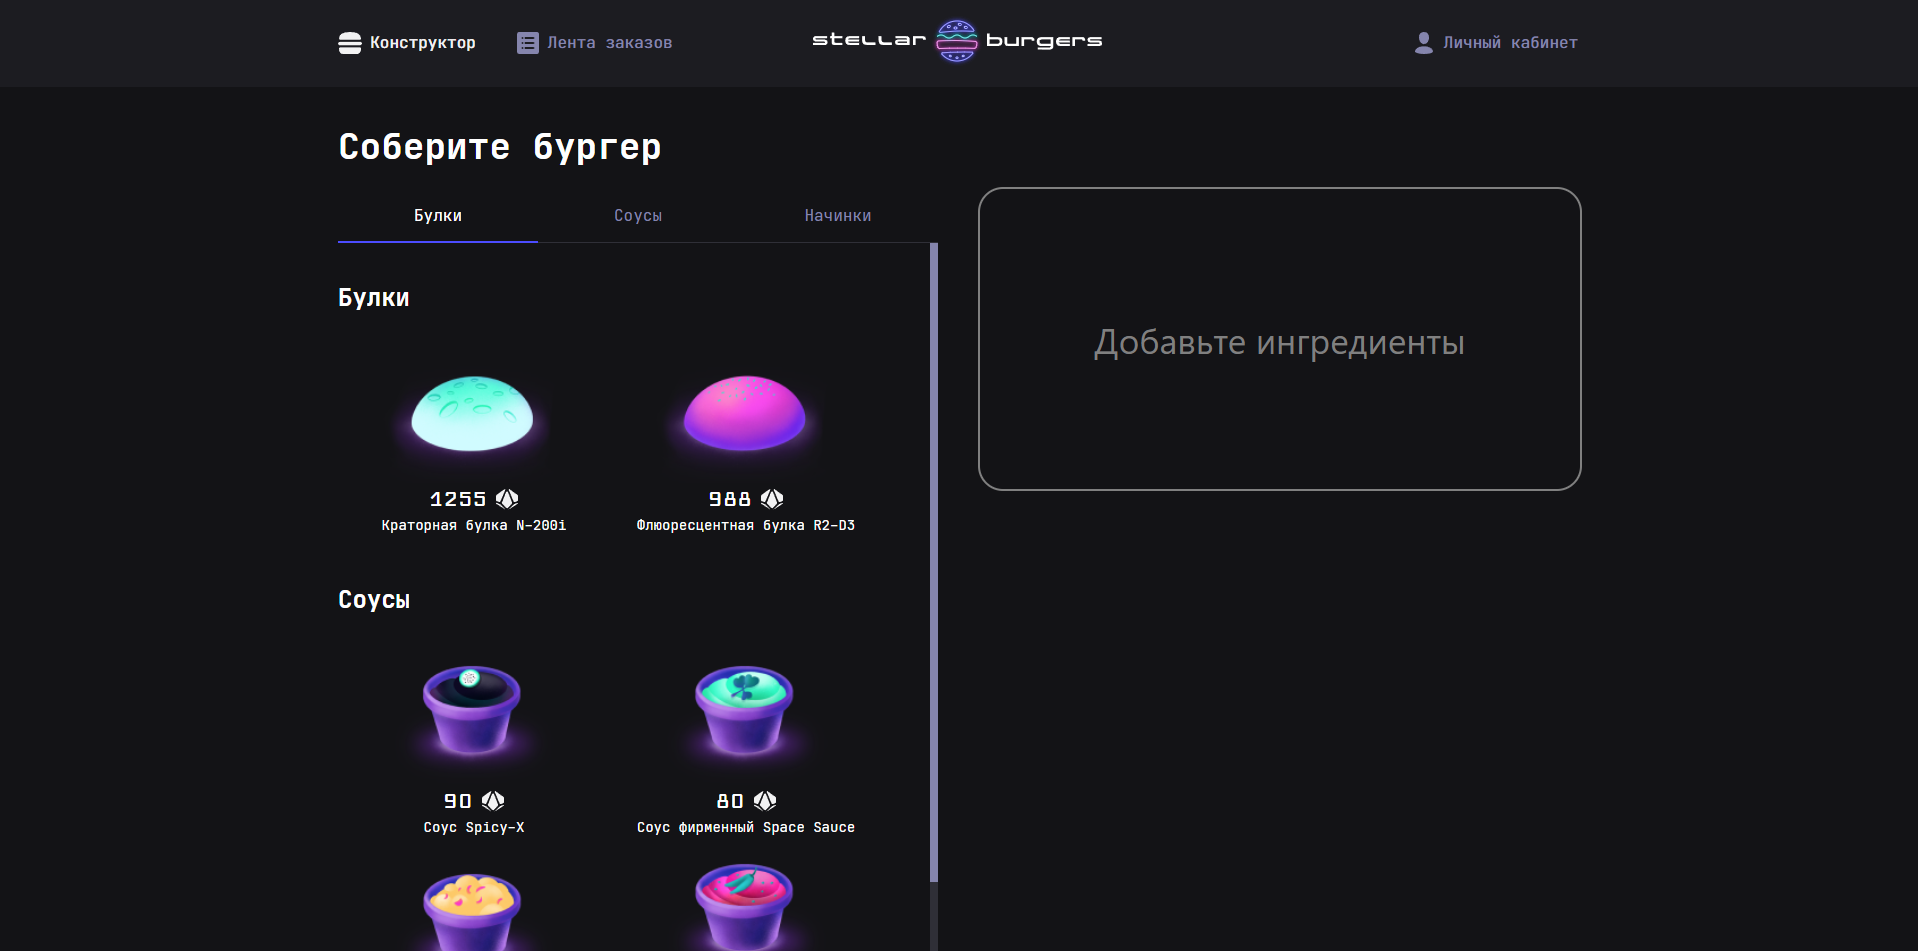 Конструктор
Лента заказов
stellar burgers
Личный кабинет
Соберите бургер
Булки
Соусы
Начинки
Булки
1255
988
Краторная булка N-200i
Флюоресцентная булка R2-D3
Соусы
90
80
Соус Spicy-X
Соус фирменный Space Sauce
Добавьте ингредиенты